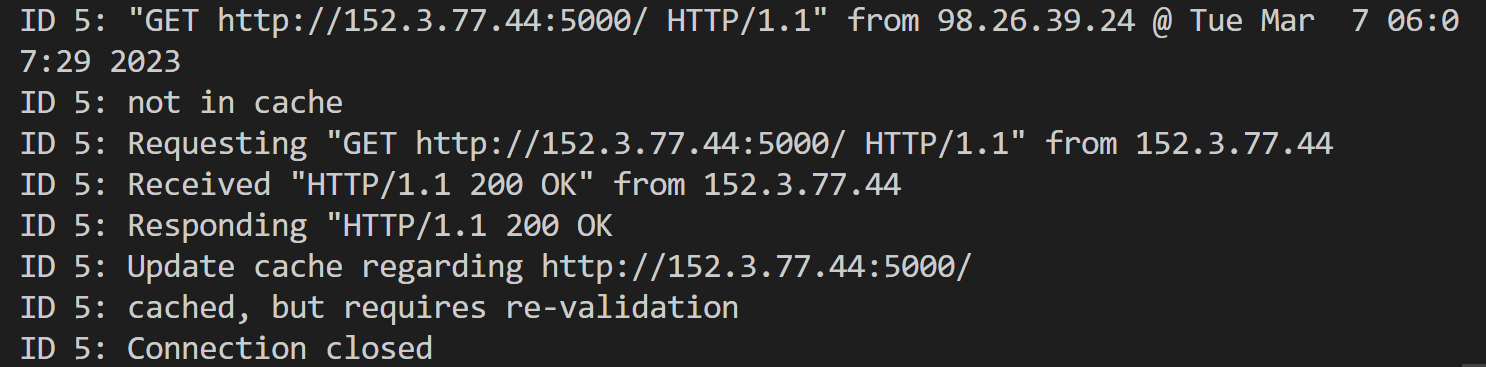 ID 5: "GET http://152.3.77.44:5000/ HTTP/1.1" from 98.26.39.24 @ Tue Mar  7 06:0
7:29 2023
ID 5: not in cache
ID 5: Requesting "GET http://152.3.77.44:5000/ HTTP/1.1" from 152.3.77.44
ID 5: Received "HTTP/1.1 200 OK" from 152.3.77.44
ID 5: Responding "HTTP/1.1 200 OK
ID 5: Update cache regarding http://152.3.77.44:5000/
ID 5: cached, but requires re-validation
ID 5: Connection closed